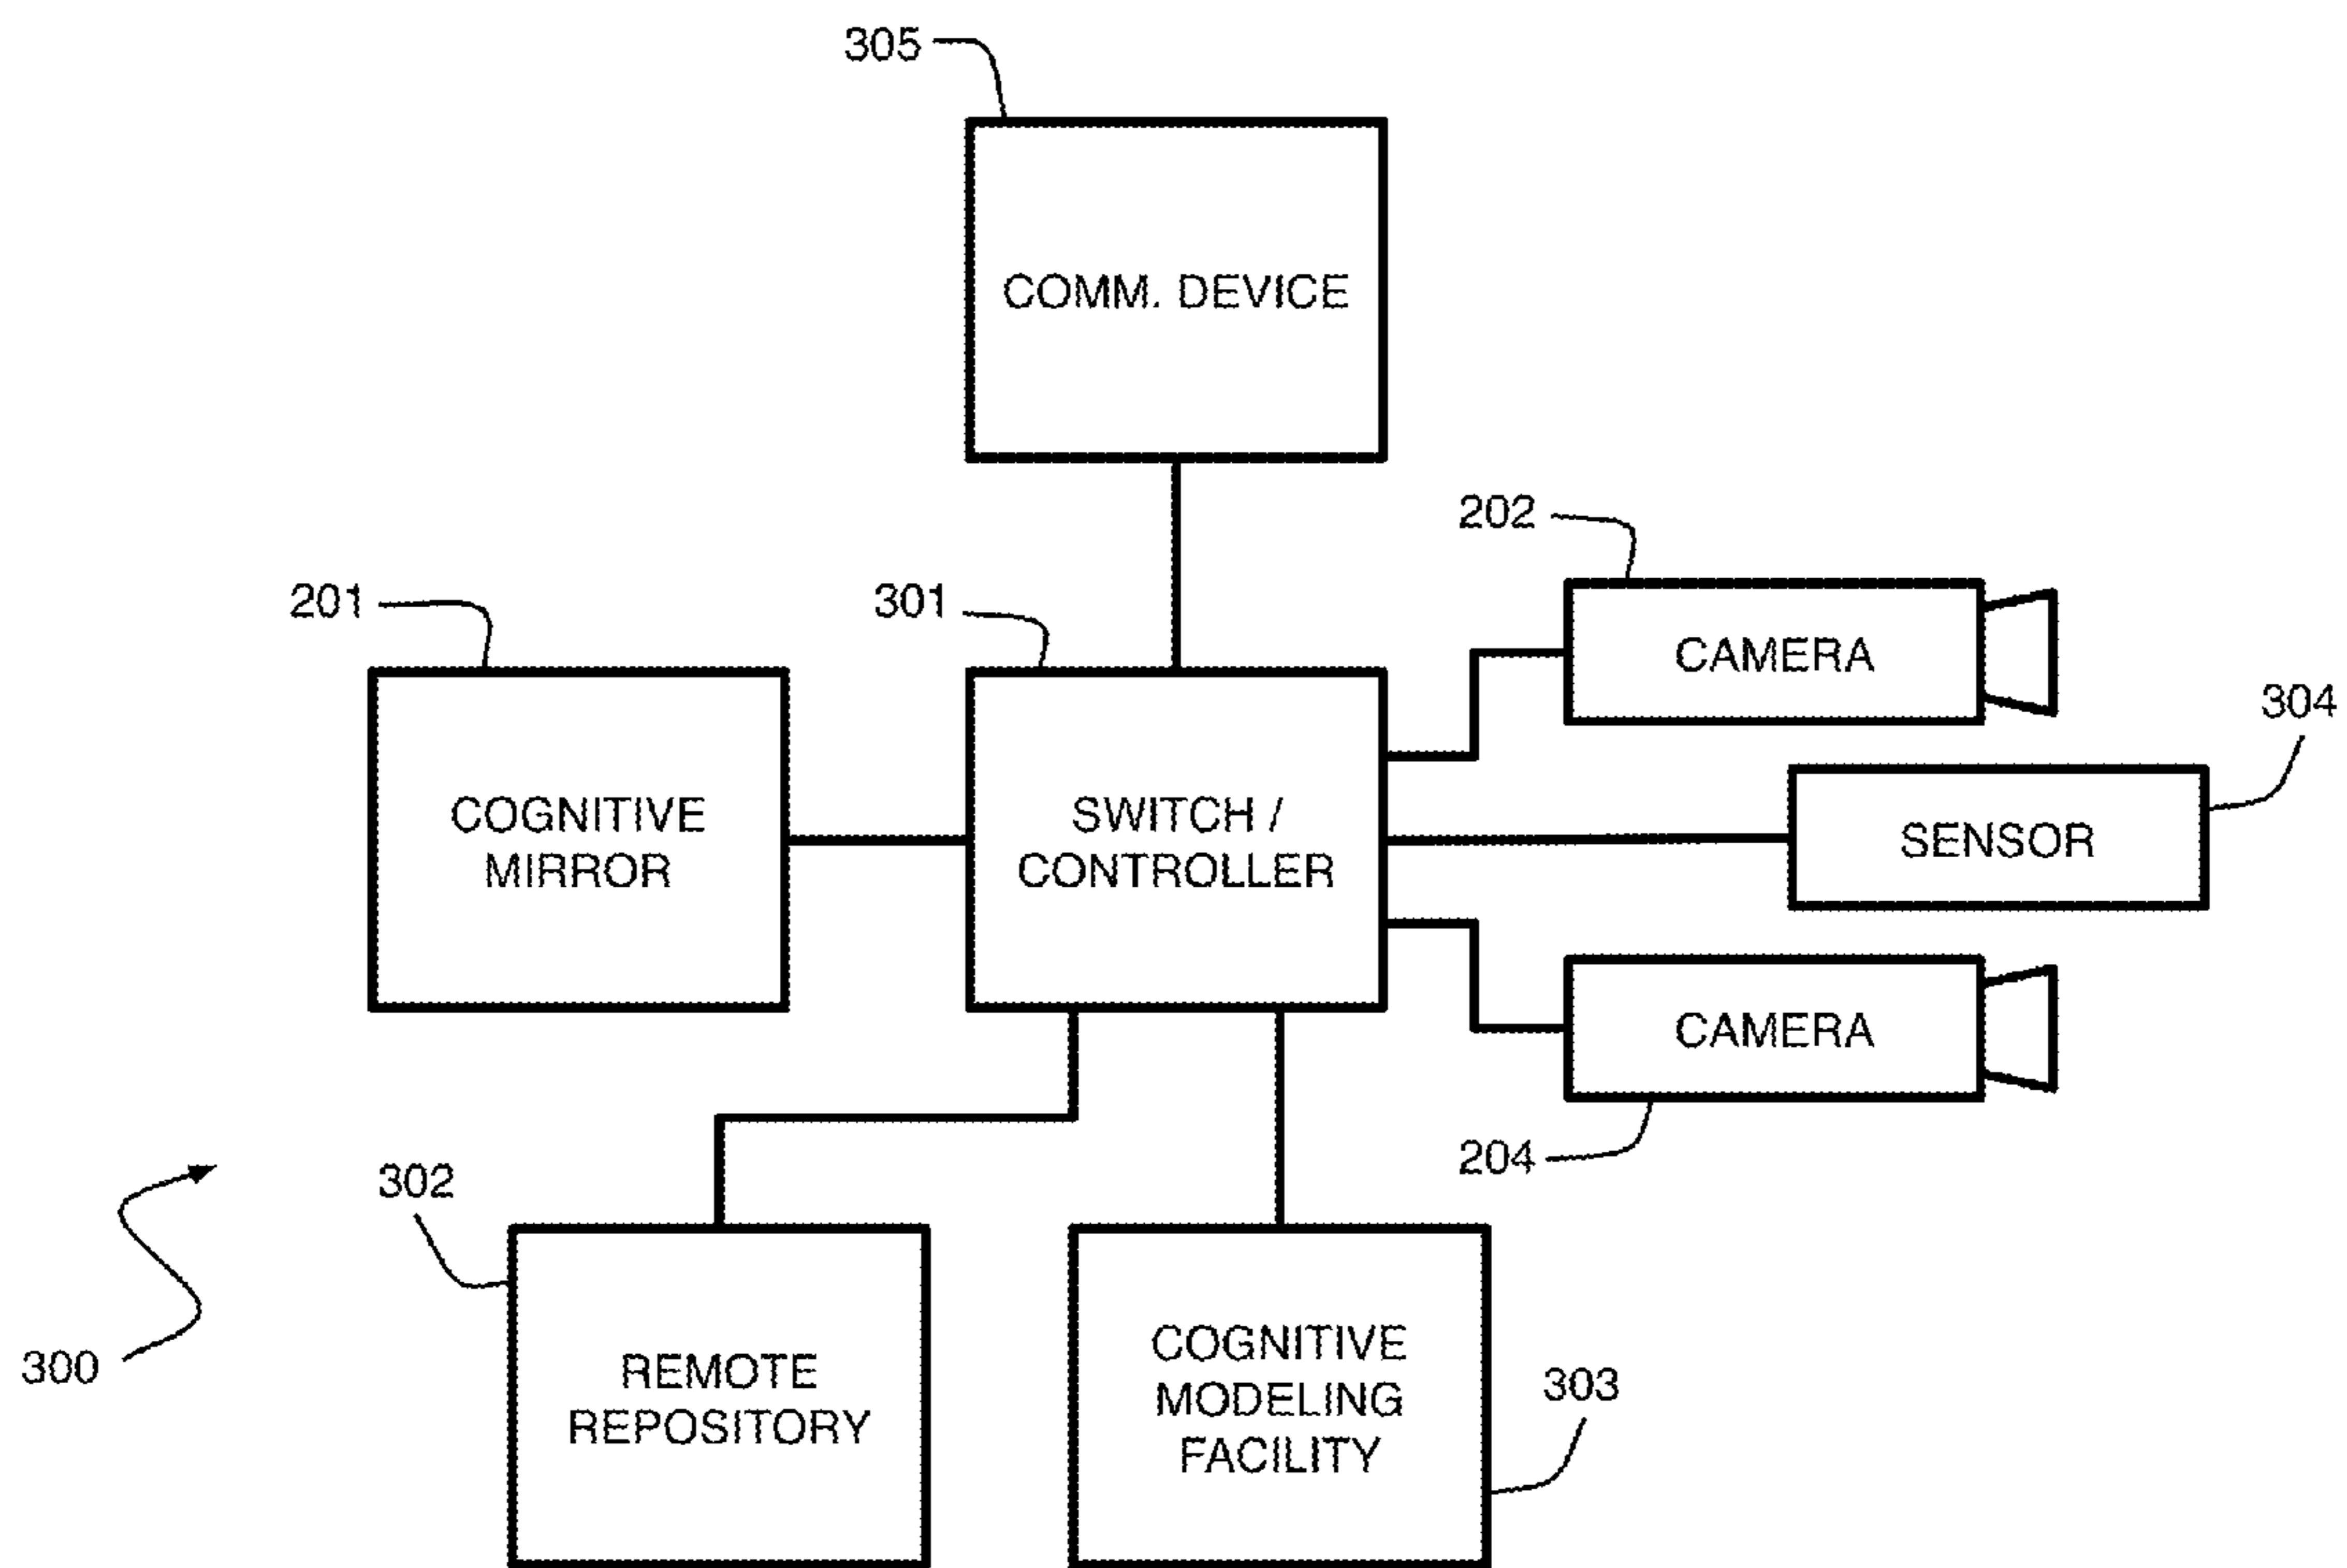 305
COMM. DEVICE
202
201
301
CAMERA
304
COGNITIVE
MIRROR
SWITCH /
CONTROLLER
SENSOR
CAMERA
204
302
300
REMOTE
REPOSITORY
COGNITIVE
MODELING
FACILITY
303